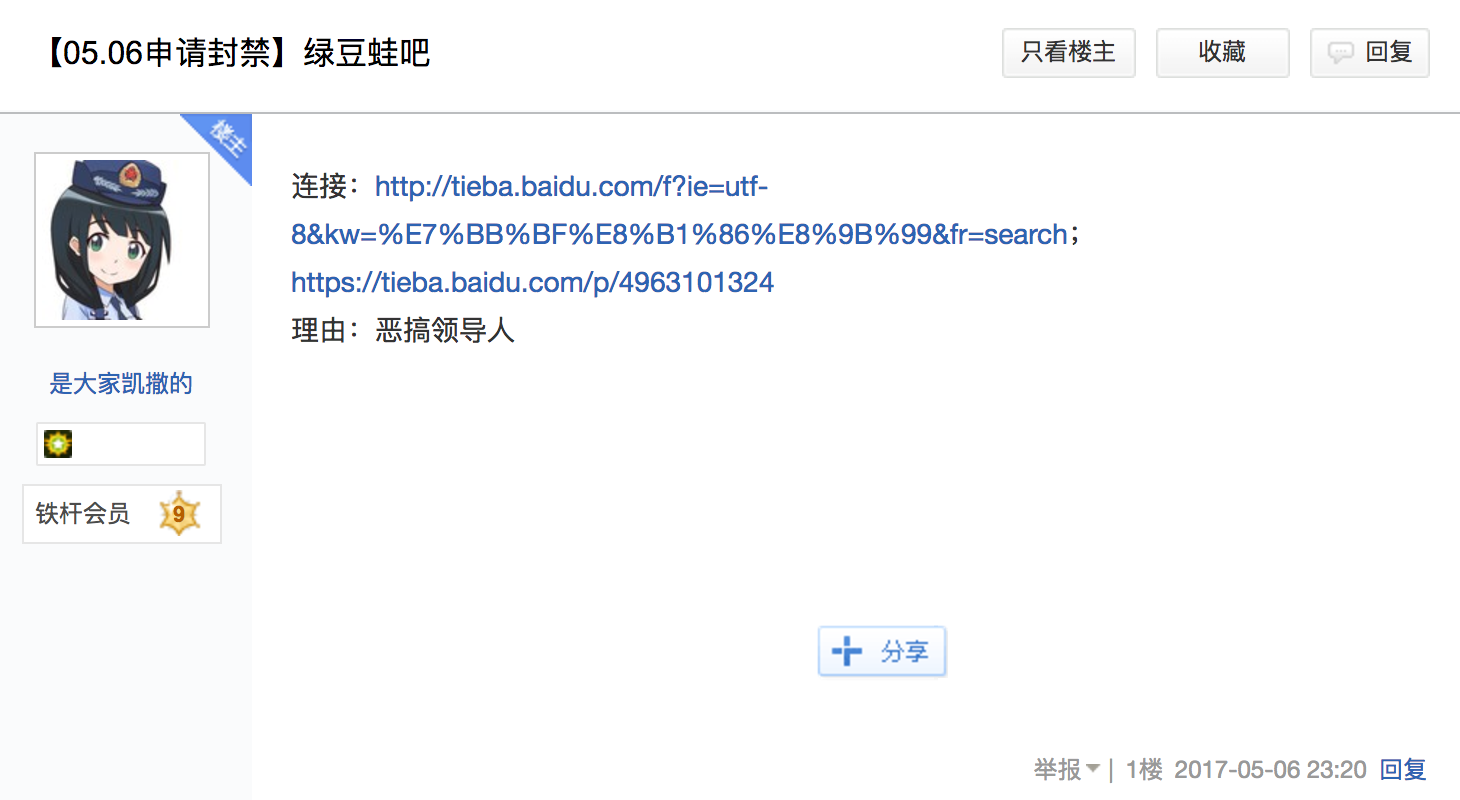 【05.06申请封禁】绿豆蛙吧
只看楼主
收藏
回复
楼主
是大家凯撒的
铁杆会员 9
连接：http://tieba.baidu.com/f?ie=utf-
8&kw=%E7%BB%BF%E8%B1%86%E8%9B%99&fr=search；
https://tieba.baidu.com/p/4963101324
理由：恶搞领导人
分享
举报 | 1楼 2017-05-06 23:20 回复